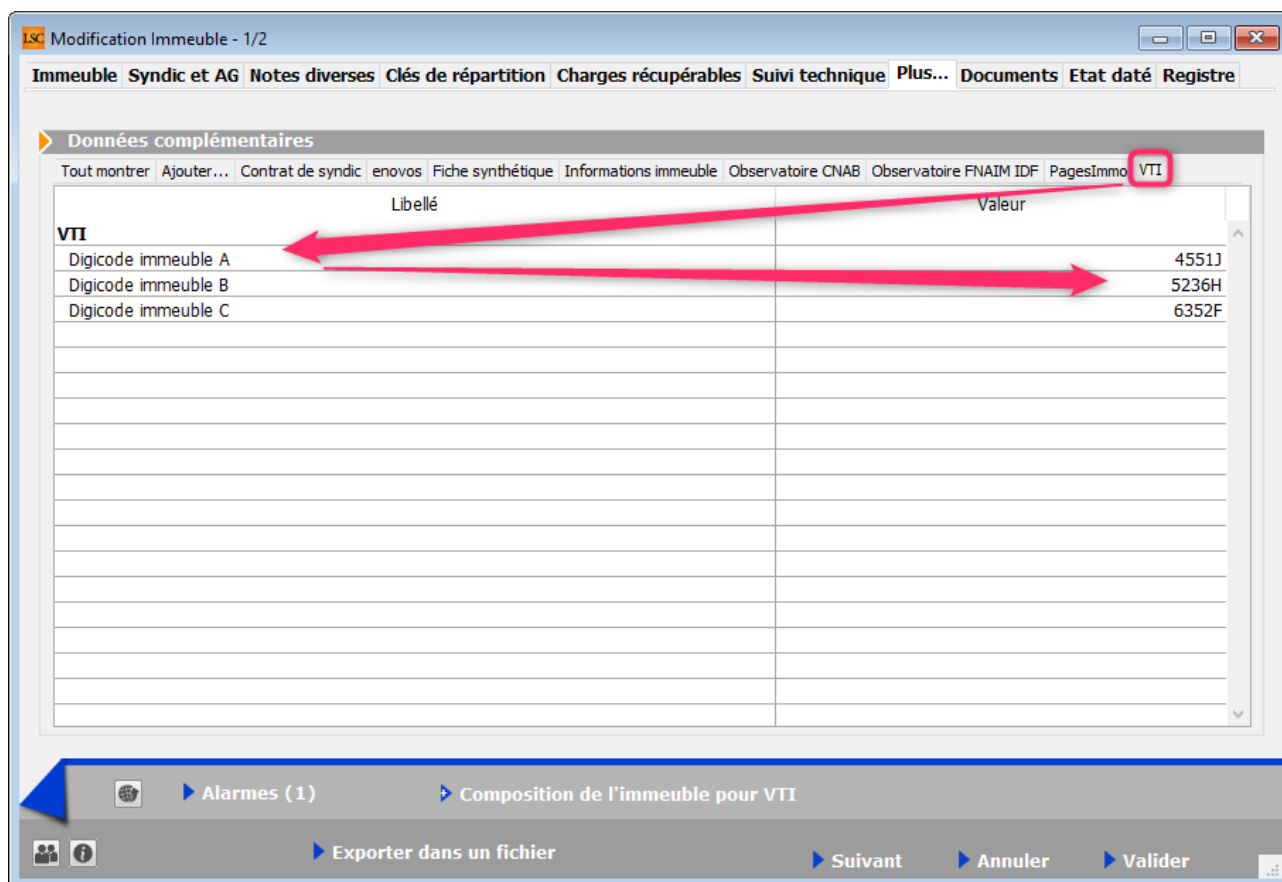 LSC Modification Immeuble - 1/2
Immeuble Syndic et AG Notes diverses Clés de répartition Charges récupérables Suivi technique Plus... Documents Etat daté Registre
Données complémentaires
Tout montrer Ajouter... Contrat de syndic enovos Fiche synthétique Informations immeuble Observatoire CNAB Observatoire FNAIM IDF PagesImmo VTI
Libellé Valeur
VTI
Digicode immeuble A 4551J
Digicode immeuble B 5236H
Digicode immeuble C 6352F
Alarmes (1) Composition de l'immeuble pour VTI
Exporter dans un fichier Suivant Annuler Valider